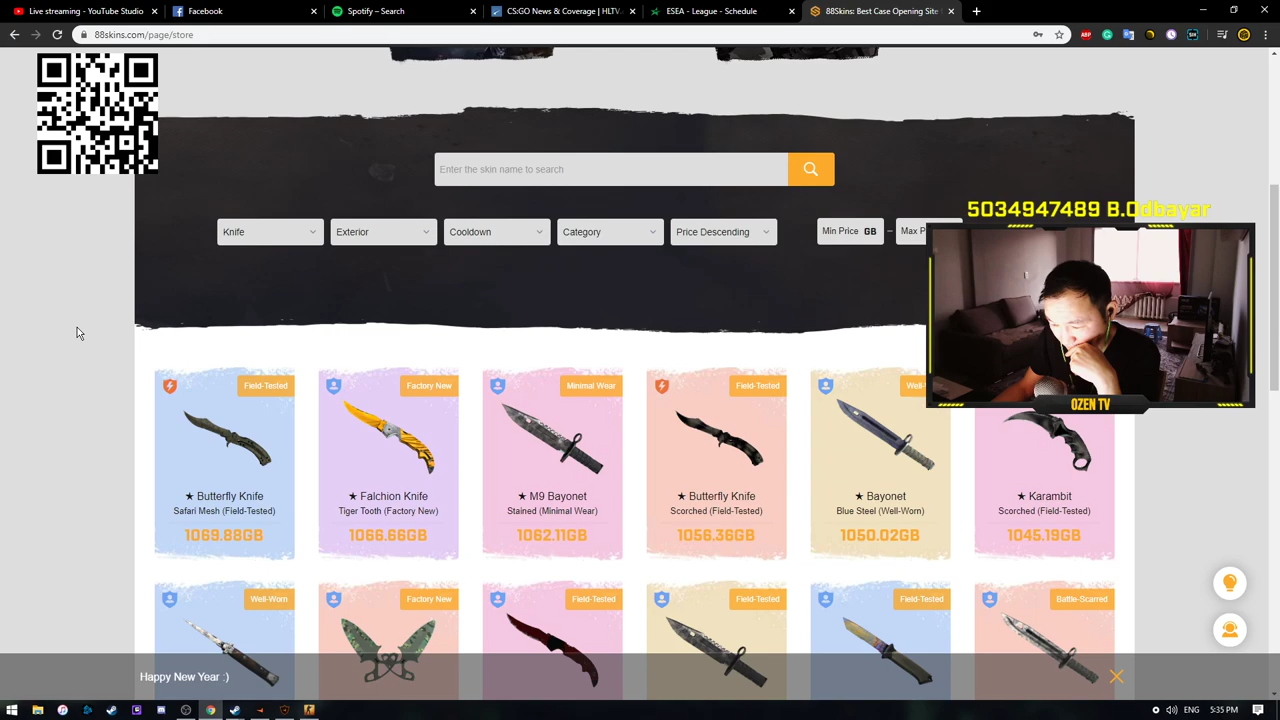 Live streaming - YouTube Studio
Facebook
Spotify – Search
CS:GO News & Coverage | HLTV
ESEA - League - Schedule
88Skins: Best Case Opening Site
88skins.com/page/store
Enter the skin name to search
Knife
Exterior
Cooldown
Category
Price Descending
Min Price GB
–
Max P
5034947489 B.Odbayar
OZEN TV
Field-Tested
Factory New
Minimal Wear
Field-Tested
Well-
★ Butterfly Knife
★ Falchion Knife
★ M9 Bayonet
★ Butterfly Knife
★ Bayonet
★ Karambit
Safari Mesh (Field-Tested)
Tiger Tooth (Factory New)
Stained (Minimal Wear)
Scorched (Field-Tested)
Blue Steel (Well-Worn)
Scorched (Field-Tested)
1069.88GB
1066.66GB
1062.11GB
1056.36GB
1050.02GB
1045.19GB
Well-Worn
Factory New
Field-Tested
Field-Tested
Field-Tested
Battle-Scarred
Happy New Year :)
ENG
5:35 PM